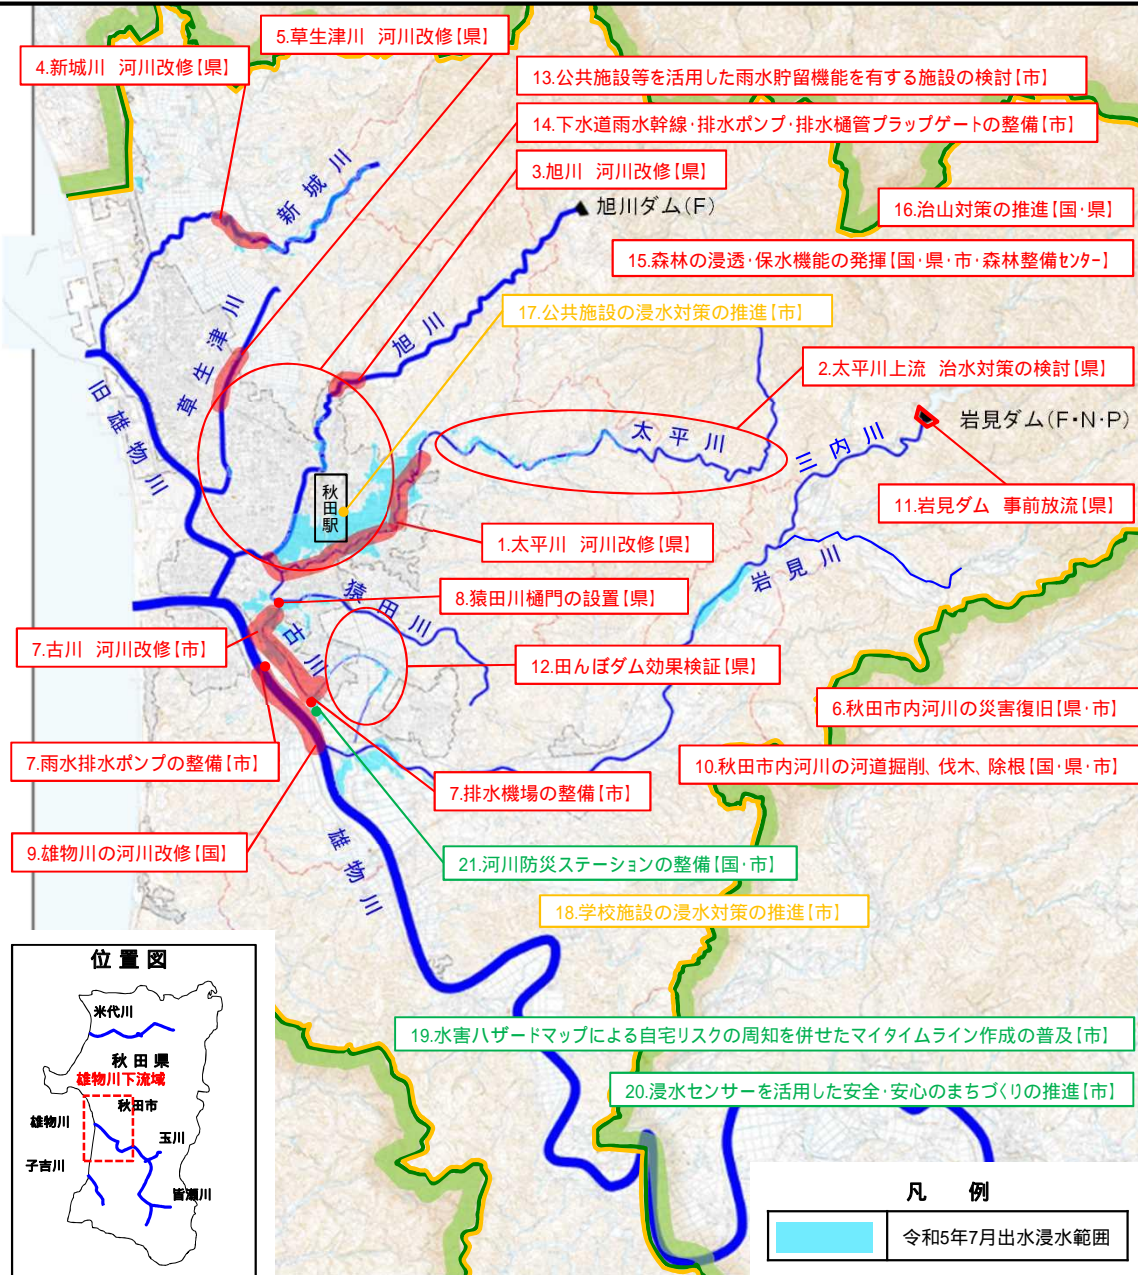 5.草生津川 河川改修【県】
4.新城川 河川改修【県】
13.公共施設等を活用した雨水貯留機能を有する施設の検討【市】
14.下水道雨水幹線・排水ポンプ・排水樋管プラップゲートの整備【市】
3.旭川 河川改修【県】
旭川ダム(F)
16.治山対策の推進【国・県】
15.森林の浸透・保水機能の発揮【国・県・市・森林整備センター】
新城川
17.公共施設の浸水対策の推進【市】
旭川
草生津川
旧雄物川
2.太平川上流 治水対策の検討【県】
太平川
岩見ダム(F・N・P)
三内川
秋田駅
11.岩見ダム 事前放流【県】
1.太平川 河川改修【県】
岩見川
猿田川
8.猿田川樋門の設置【県】
古川
7.古川 河川改修【市】
12.田んぼダム効果検証【県】
6.秋田市内河川の災害復旧【県・市】
7.雨水排水ポンプの整備【市】
10.秋田市内河川の河道掘削、伐木、除根【国・県・市】
7.排水機場の整備【市】
9.雄物川の河川改修【国】
雄物川
21.河川防災ステーションの整備【国・市】
18.学校施設の浸水対策の推進【市】
19.水害ハザードマップによる自宅リスクの周知を併せたマイタイムライン作成の普及【市】
20.浸水センサーを活用した安全・安心のまちづくりの推進【市】
位置図
米代川
秋田県
雄物川下流域
秋田市
雄物川
玉川
子吉川
皆瀬川
凡 例
令和5年7月出水浸水範囲